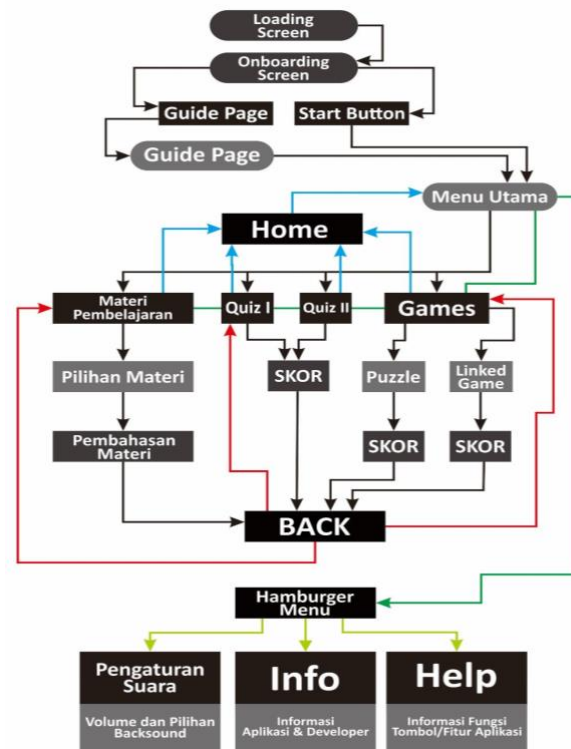 Loading
Screen
Onboarding
Screen
Guide Page
Start Button
Guide Page
Menu Utama
Home
Materi
Pembelajaran
Quiz I
Quiz II
Games
Pilihan Materi
SKOR
Puzzle
Linked
Game
Pembahasan
Materi
SKOR
SKOR
BACK
Hamburger
Menu
Pengaturan
Suara
Volume dan Pilihan
Backsound
Info
Informasi
Aplikasi & Developer
Help
Informasi Fungsi
Tombol/Fitur Aplikasi